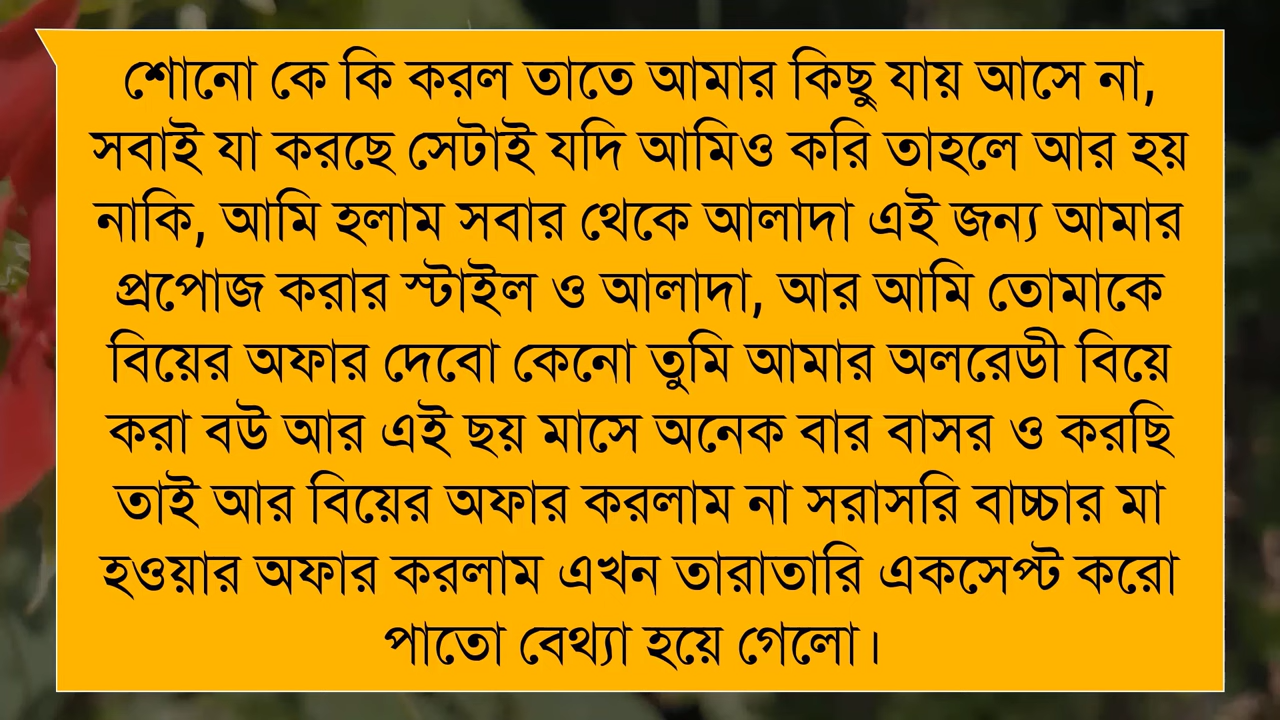 শোনো কে কি করল তাতে আমার কিছু যায় আসে না,
সবাই যা করছে সেটাই যদি আমিও করি তাহলে আর হয়
নাকি, আমি হলাম সবার থেকে আলাদা এই জন্য আমার
প্রপোজ করার স্টাইল ও আলাদা, আর আমি তোমাকে
বিয়ের অফার দেবো কেনো তুমি আমার অলরেডী বিয়ে
করা বউ আর এই ছয় মাসে অনেক বার বাসর ও করছি
তাই আর বিয়ের অফার করলাম না সরাসরি বাচ্চার মা
হওয়ার অফার করলাম এখন তারাতারি একসেপ্ট করো
পাতো বেথ্যা হয়ে গেলো।